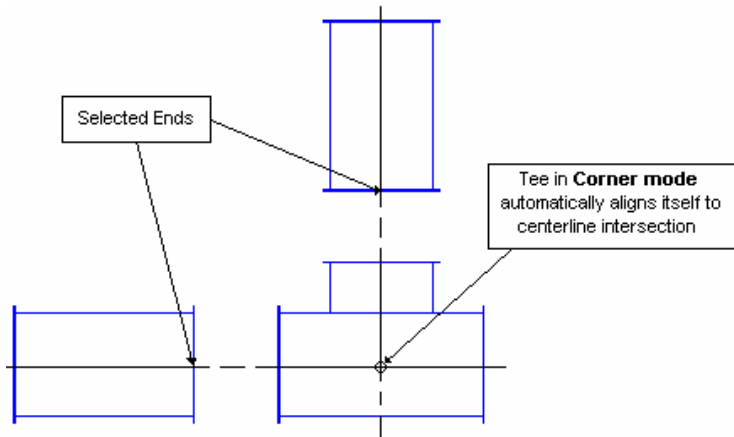 Selected Ends
Tee in Corner mode
automatically aligns itself to
centerline intersection